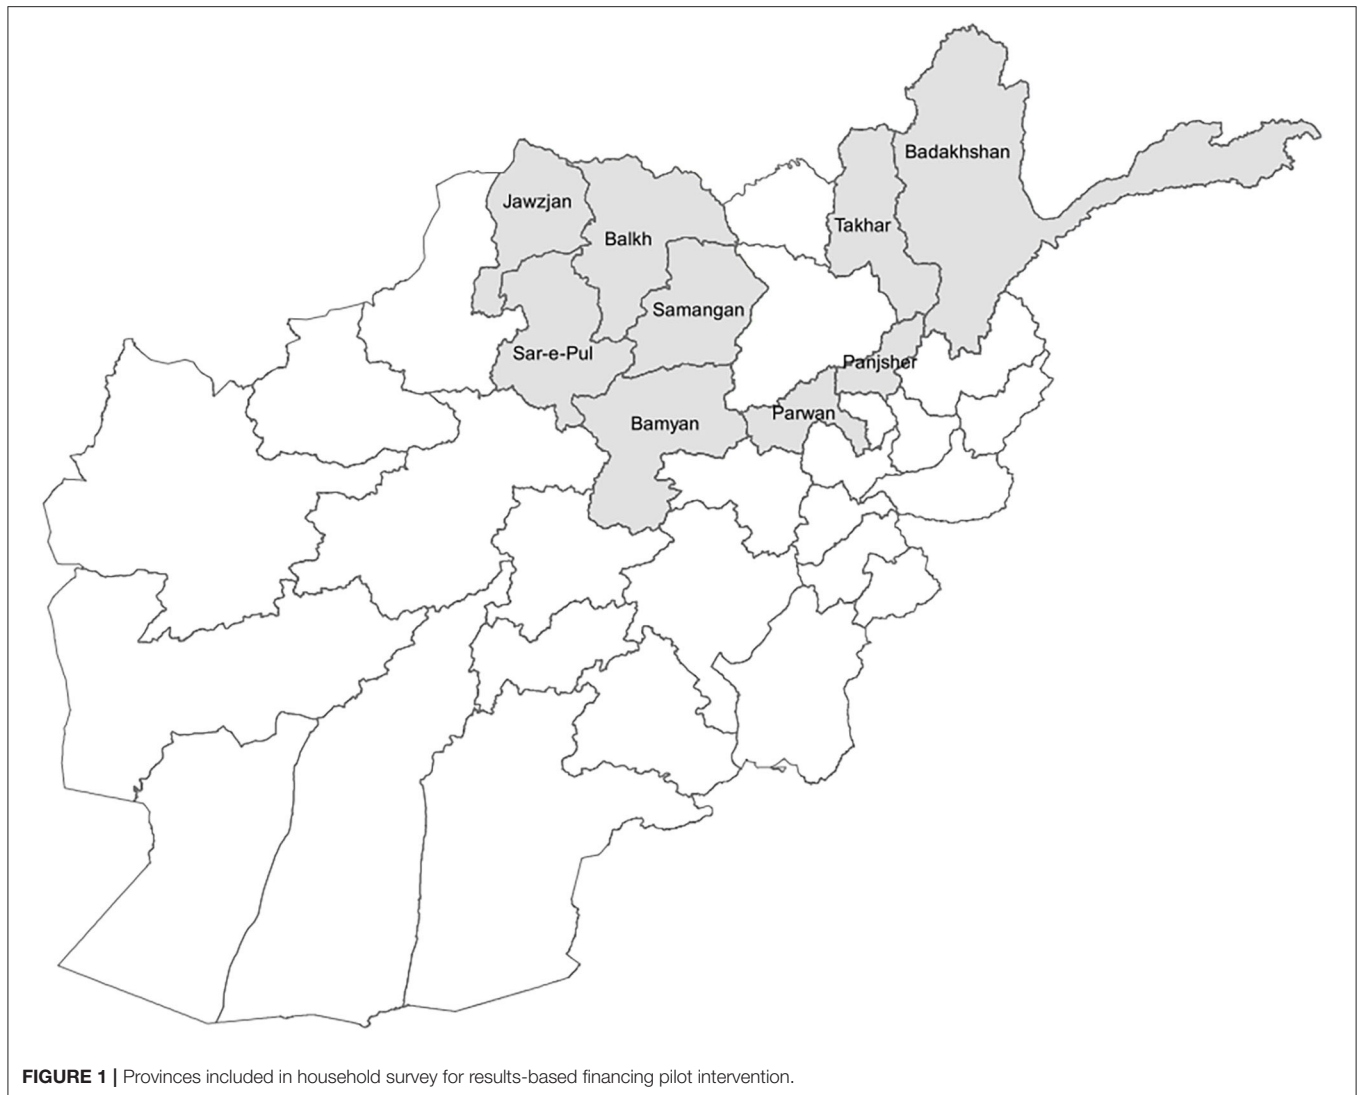 Badakhshan
Jawzjan
Takhar
Balkh
Samangan
Sar-e-Pul
Panjsher
Parwan
Bamyan
FIGURE 1 | Provinces included in household survey for results-based financing pilot intervention.